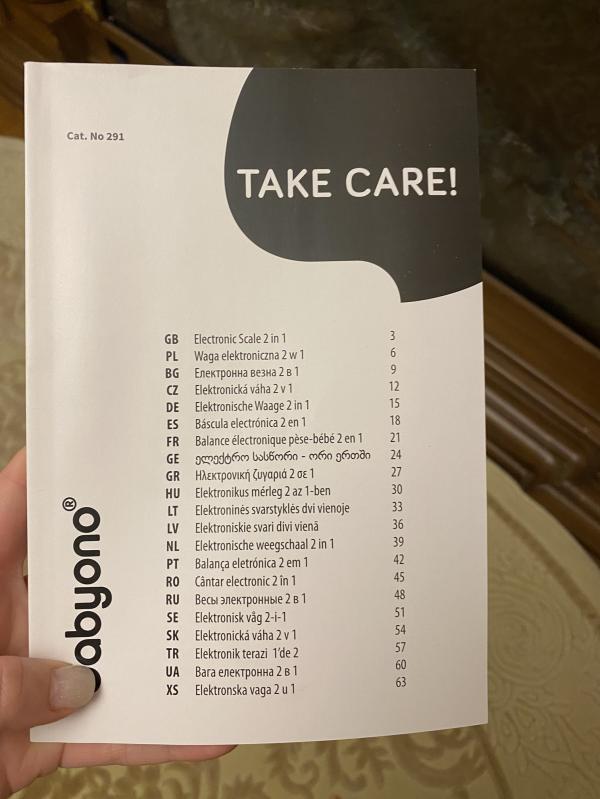 Cat. No 291
TAKE CARE!
GB Electronic Scale 2 in 1 3
PL Waga elektroniczna 2 w 1 6
BG Електронна везна 2 в 1 9
CZ Elektronická váha 2 v 1 12
DE Elektronische Waage 2 in 1 15
ES Báscula electrónica 2 en 1 18
FR Balance électronique pèse-bébé 2 en 1 21
GE ელექტრო სასწორი - ორი ერთში 24
GR Ηλεκτρονική ζυγαριά 2 σε 1 27
HU Elektronikus mérleg 2 az 1-ben 30
LT Elektroninės svarstyklės dvi vienoje 33
LV Elektroniskie svari divi vienā 36
NL Elektronische weegschaal 2 in 1 39
PT Balança eletrónica 2 em 1 42
RO Cântar electronic 2 în 1 45
RU Весы электронные 2 в 1 48
SE Elektronisk våg 2-i-1 51
SK Elektronická váha 2 v 1 54
TR Elektronik terazi 1'de 2 57
UA Вага електронна 2 в 1 60
XS Elektronska vaga 2 u 1 63
abyono®